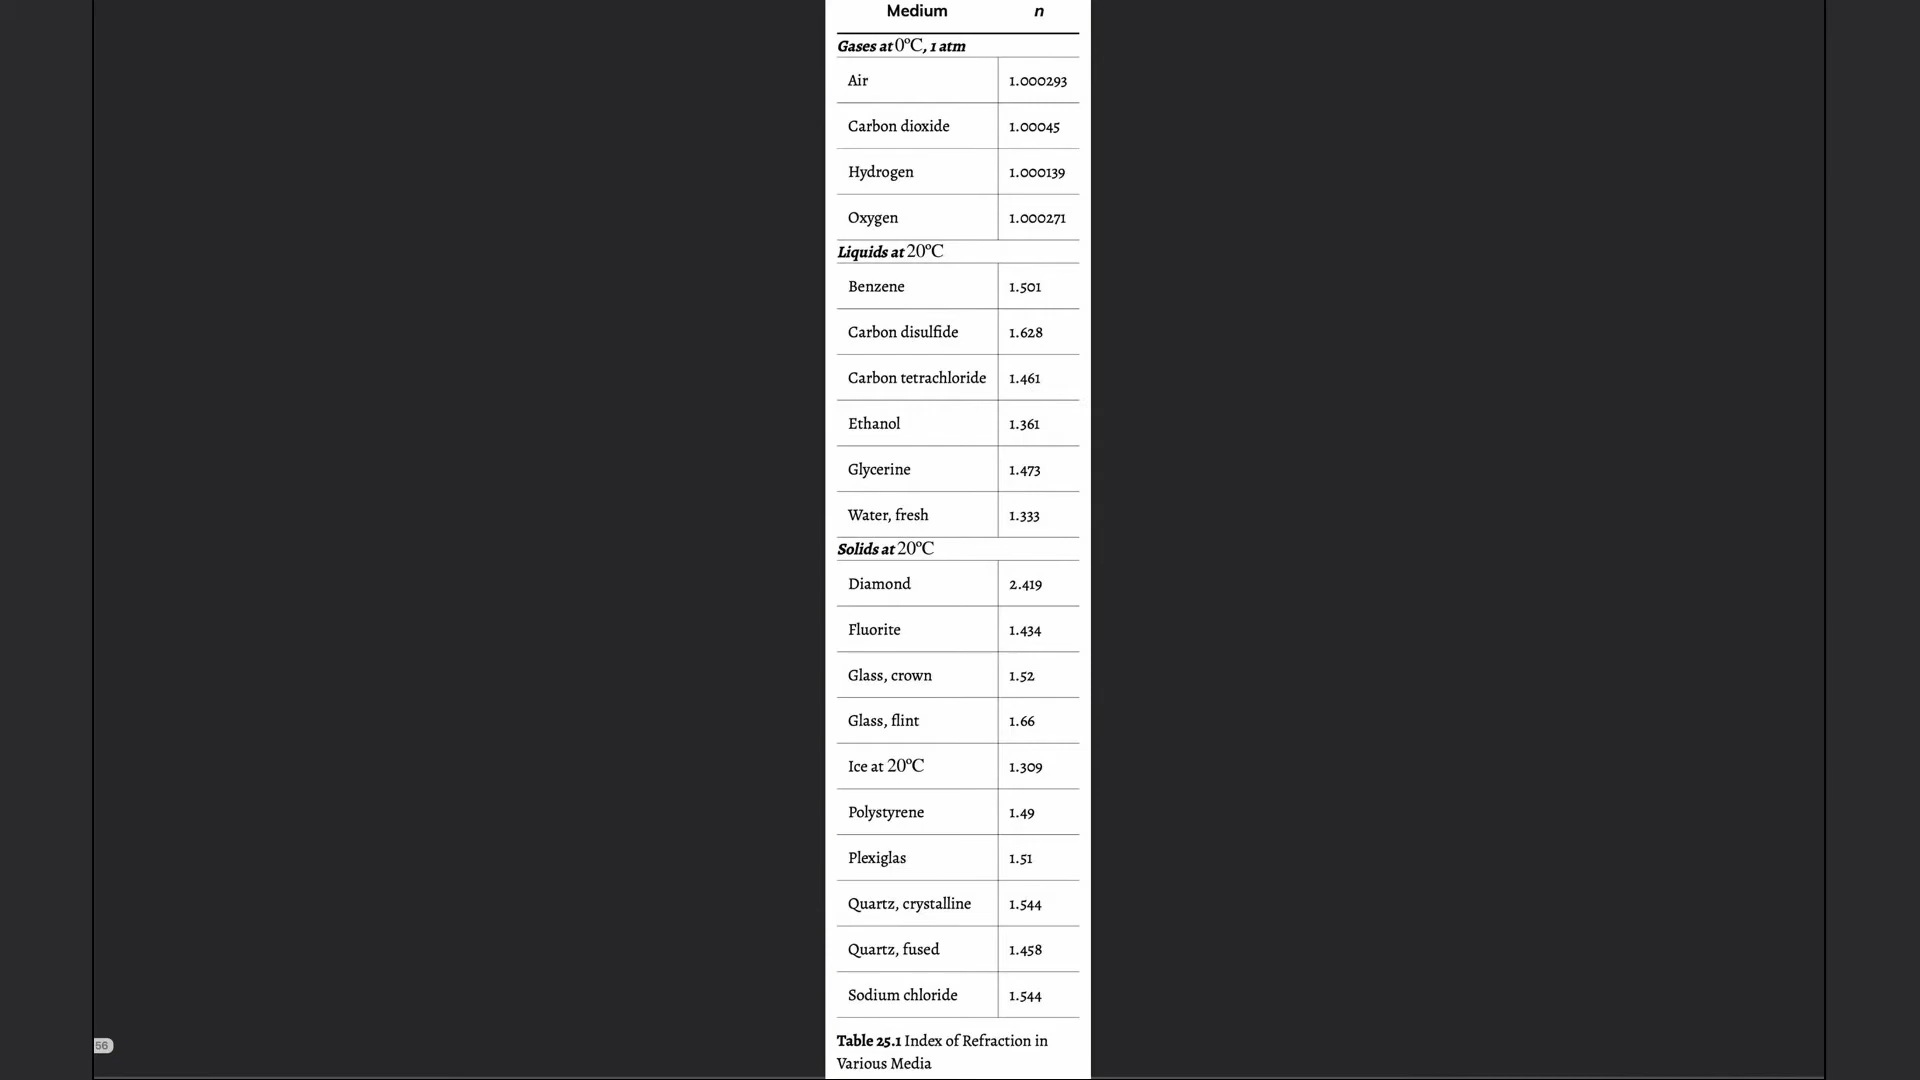 Medium n
Gases at 0ºC, 1 atm
Air 1.000293
Carbon dioxide 1.00045
Hydrogen 1.000139
Oxygen 1.000271
Liquids at 20ºC
Benzene 1.501
Carbon disulfide 1.628
Carbon tetrachloride 1.461
Ethanol 1.361
Glycerine 1.473
Water, fresh 1.333
Solids at 20ºC
Diamond 2.419
Fluorite 1.434
Glass, crown 1.52
Glass, flint 1.66
Ice at 20ºC 1.309
Polystyrene 1.49
Plexiglas 1.51
Quartz, crystalline 1.544
Quartz, fused 1.458
Sodium chloride 1.544
Table 25.1 Index of Refraction in
Various Media
56